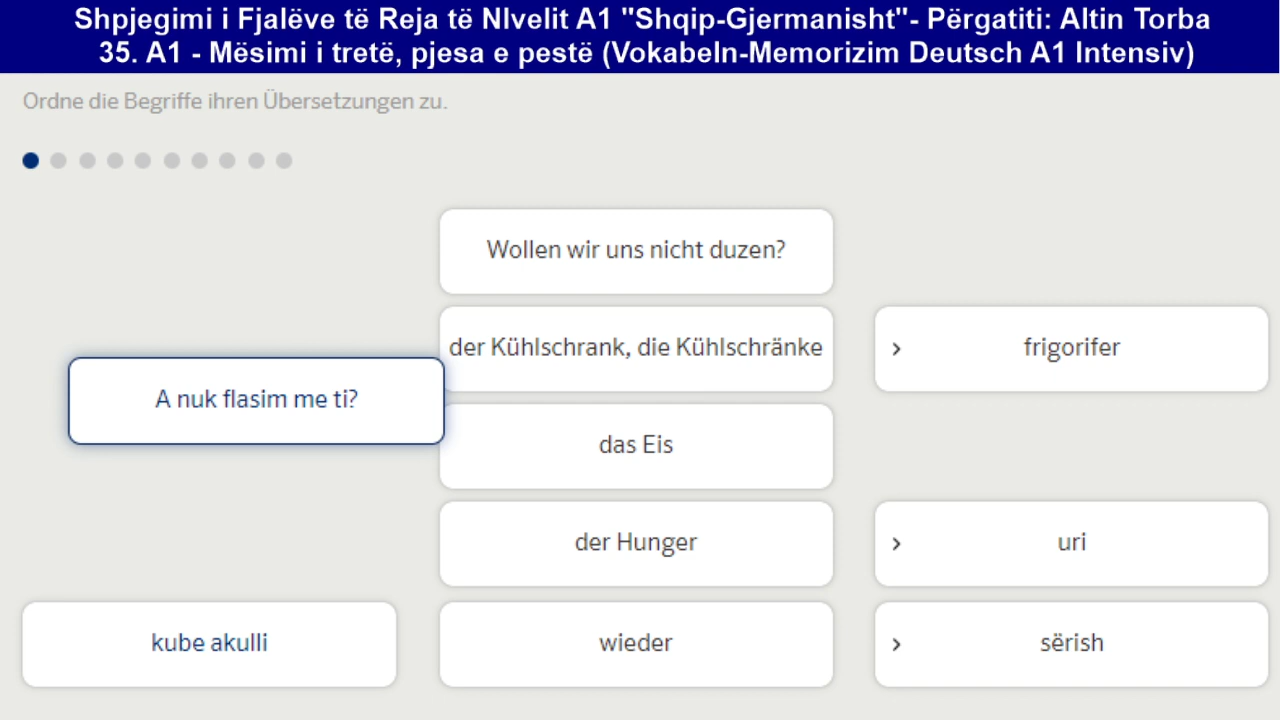 Shpjegimi i Fjalëve të Reja të NIvelit A1 "Shqip-Gjermanisht"- Përgatiti: Altin Torba
35. A1 - Mësimi i tretë, pjesa e pestë (Vokabeln-Memorizim Deutsch A1 Intensiv)
Ordne die Begriffe ihren Übersetzungen zu.
Wollen wir uns nicht duzen?
der Kühlschrank, die Kühlschränke
frigorifer
A nuk flasim me ti?
das Eis
der Hunger
uri
kube akulli
wieder
sërish